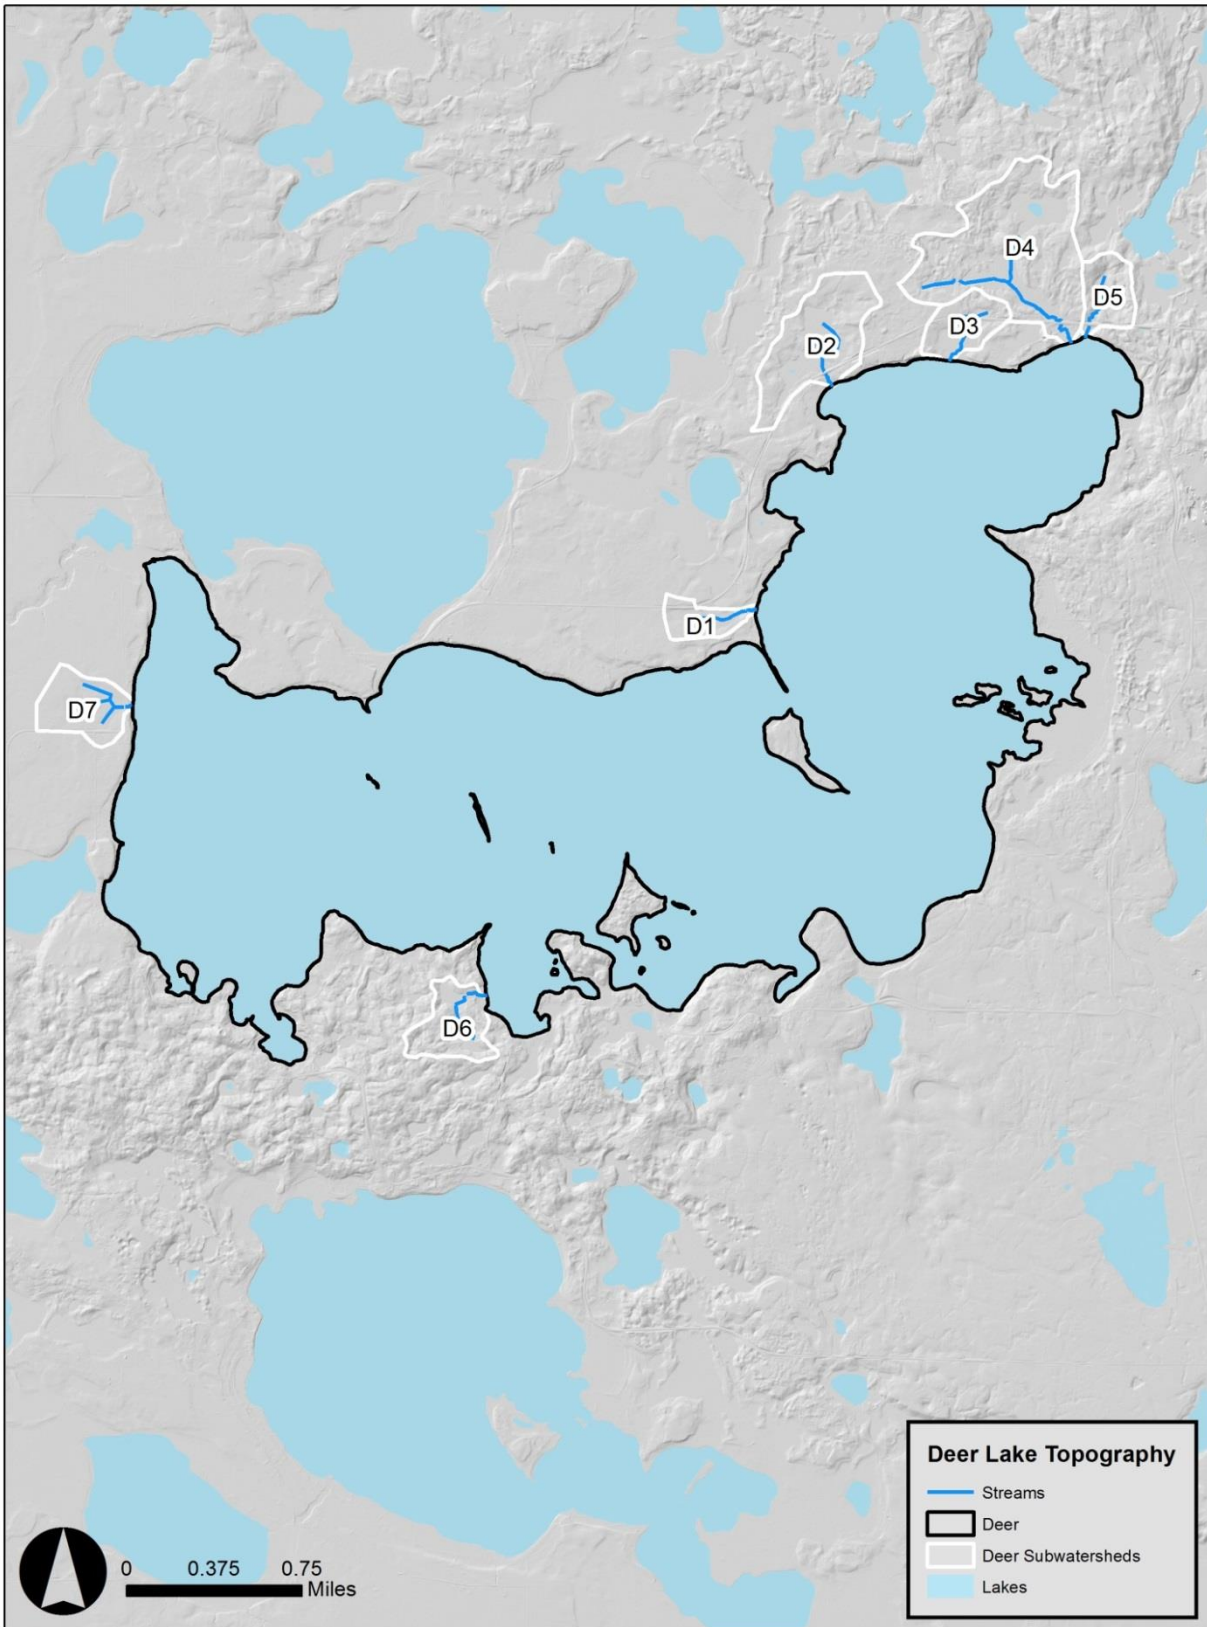 D4
D5
D3
D2
D1
D7
D6
Deer Lake Topography
Streams
Deer
Deer Subwatersheds
Lakes
0 0.375 0.75
Miles